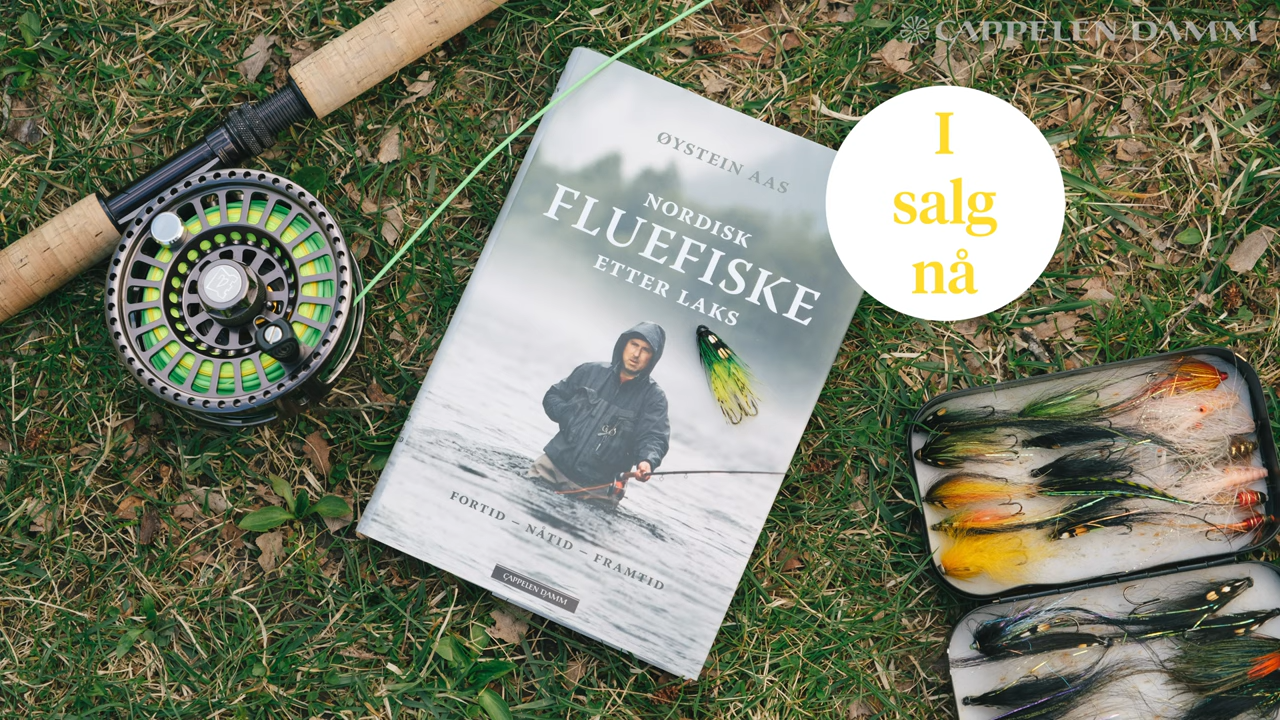 CAPPELEN DAMM
ØYSTEIN AAS
NORDISK
FLUEFISKE
ETTER LAKS
FORTID – NÅTID – FRAMTID
CAPPELEN DAMM
I
salg
nå